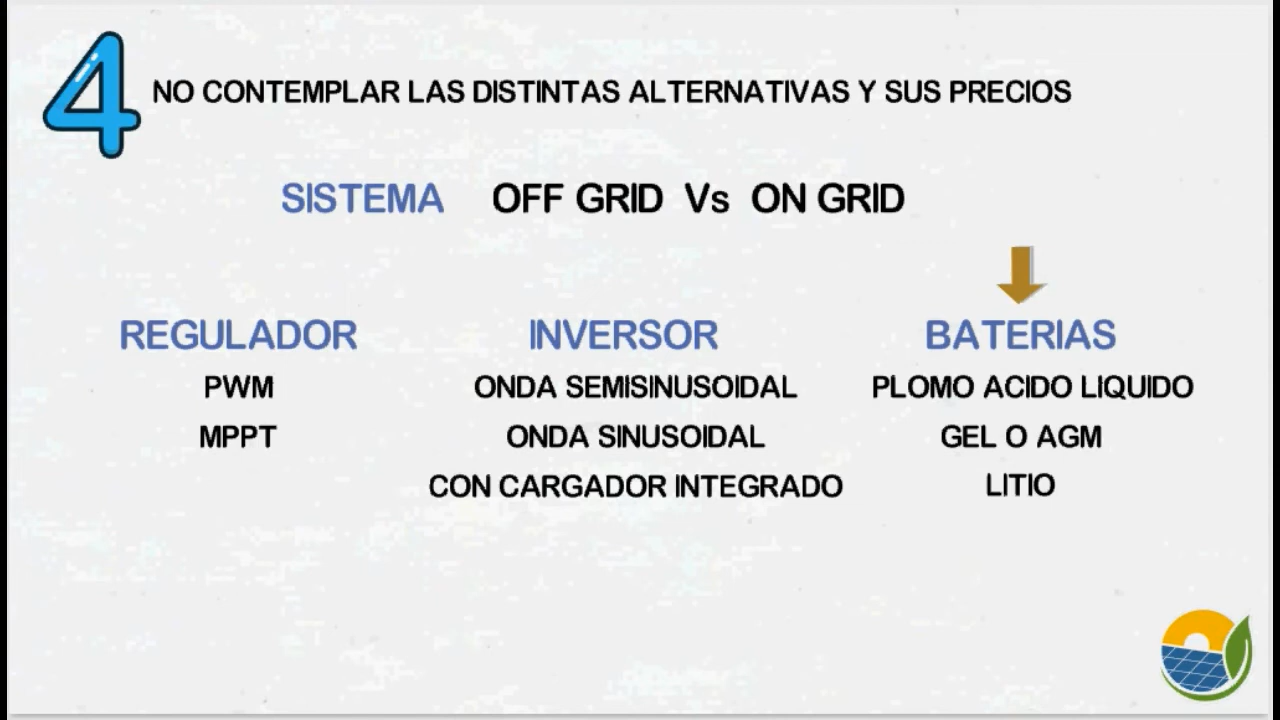 4 NO CONTEMPLAR LAS DISTINTAS ALTERNATIVAS Y SUS PRECIOS
SISTEMA OFF GRID Vs ON GRID
REGULADOR INVERSOR BATERIAS
PWM ONDA SEMISINUSOIDAL PLOMO ACIDO LIQUIDO
MPPT ONDA SINUSOIDAL GEL O AGM
CON CARGADOR INTEGRADO LITIO